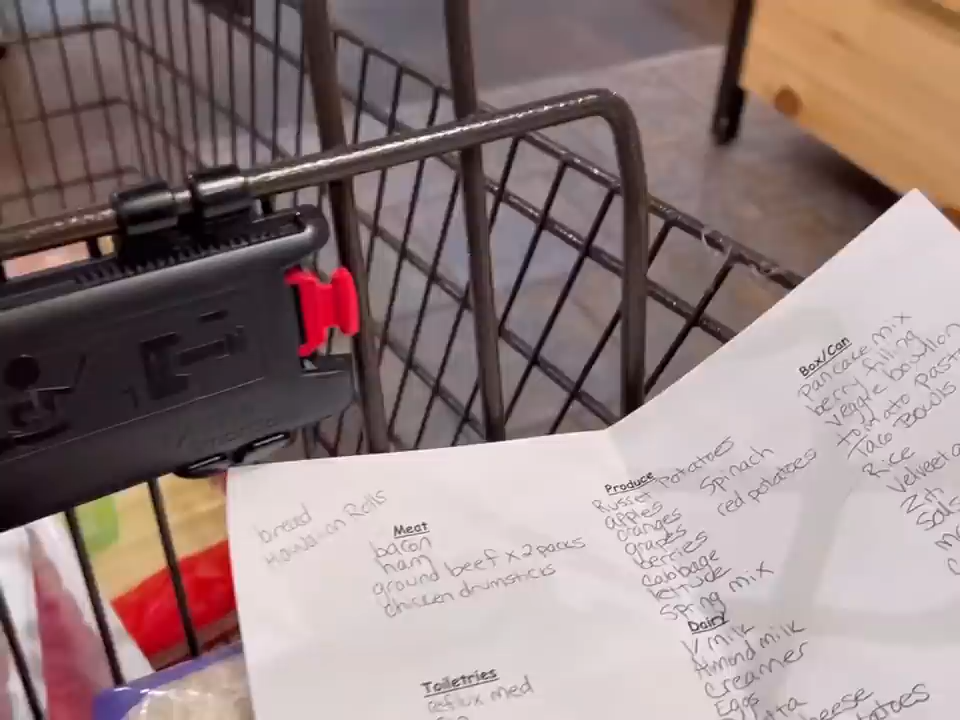 bread
Hawaiian Rolls
Meat
bacon
ham
ground beef x 2 packs
chicken drumsticks
Toiletries
reflux med
Produce
Russet Potatoes
apples
oranges
grapes
berries
Cabbage
lettuce
Spring mix
Spinach
red potatoes
Dairy
V milk
Almond milk
Creamer
Eggs
Box/Can
Pancake mix
berry filling
Veggie bouillon
tomato past
Taco Bowls
Rice
Velveeta